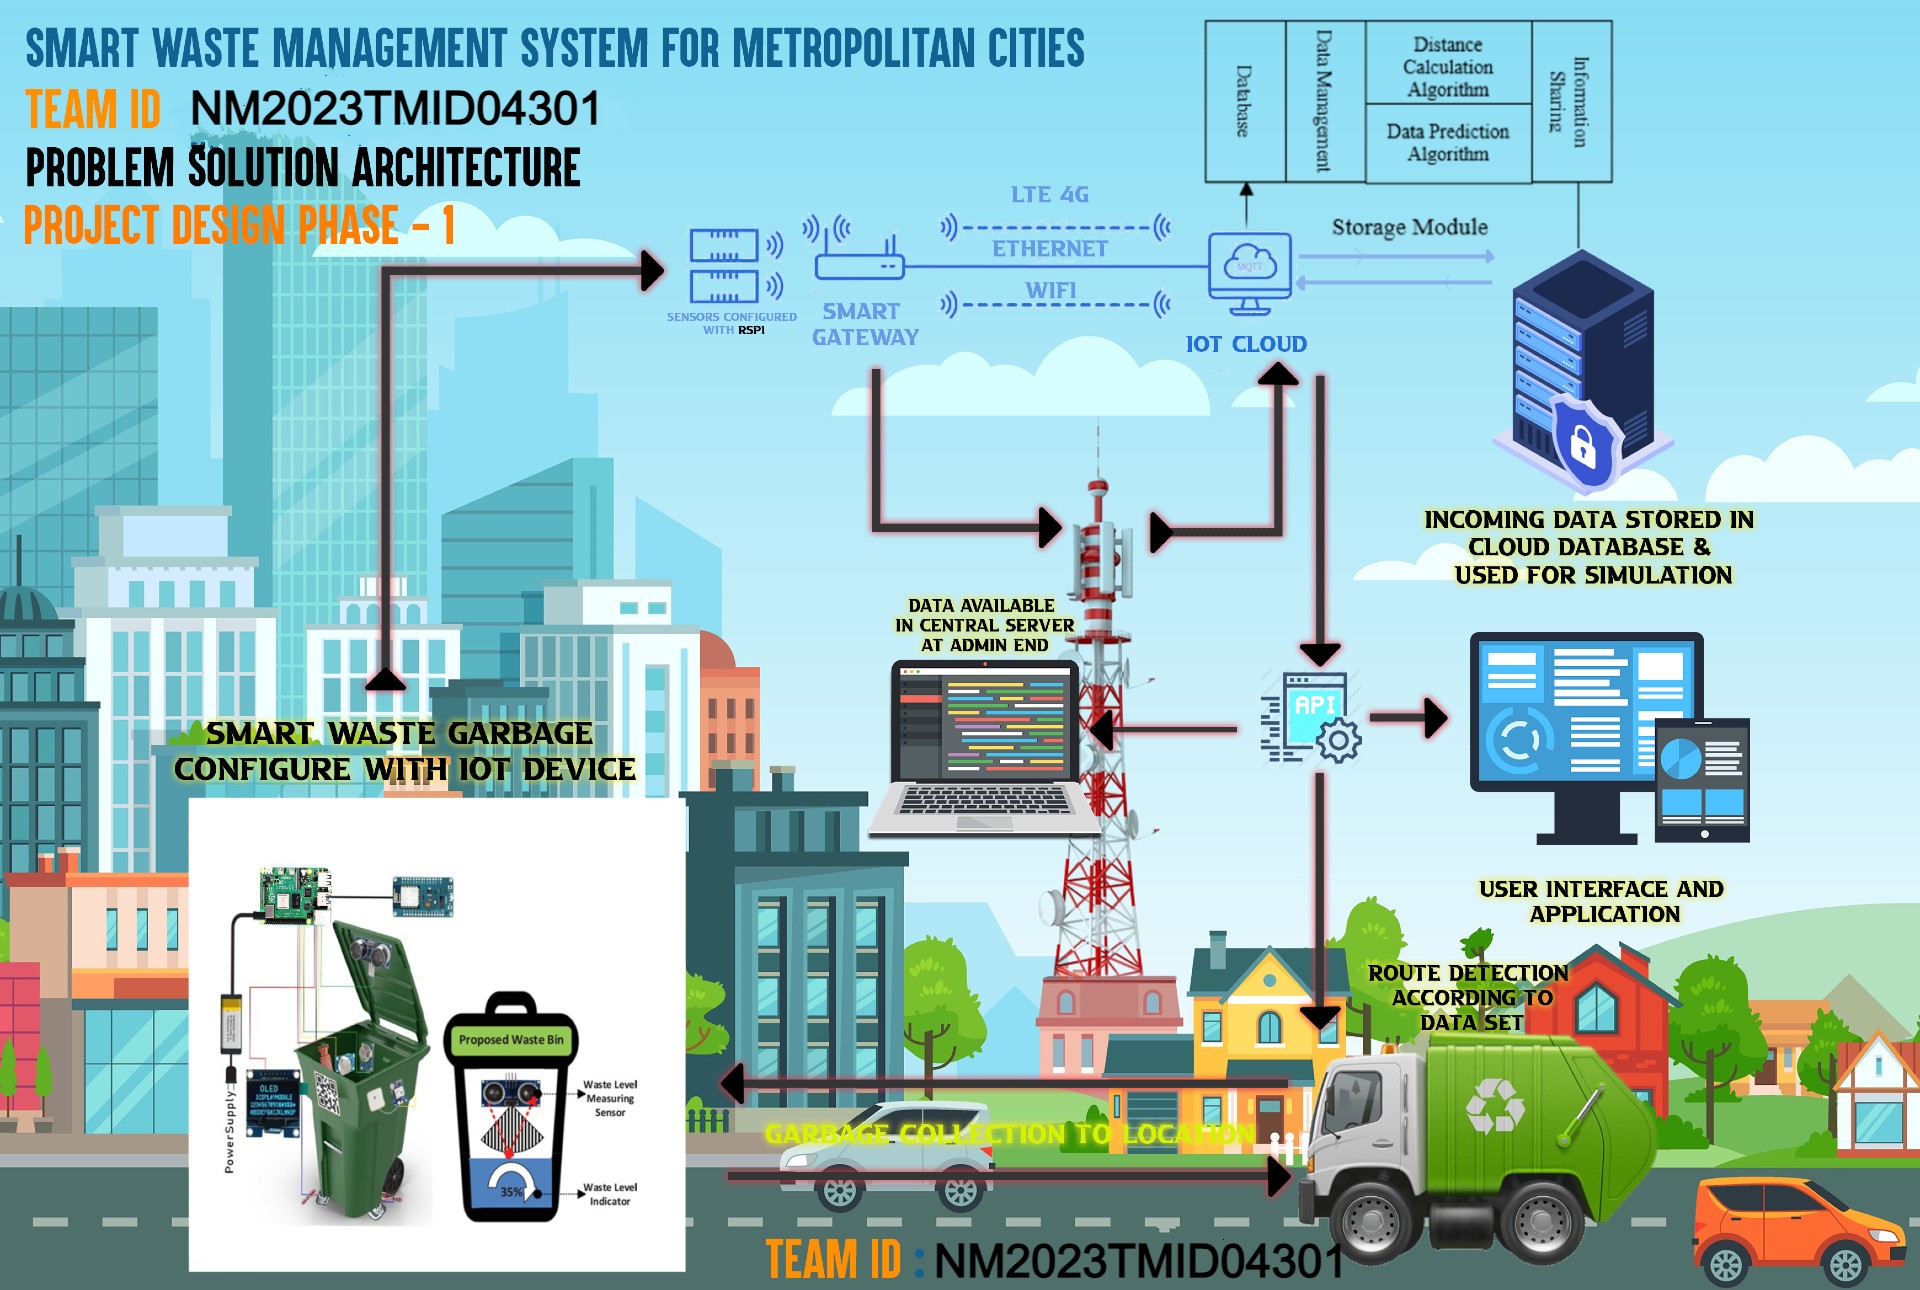 SMART WASTE MANAGEMENT SYSTEM FOR METROPOLITAN CITIES
TEAM ID NM2023TMID04301
PROBLEM SOLUTION ARCHITECTURE
PROJECT DESIGN PHASE - 1
Database
Data Management
Distance
Calculation
Algorithm
Data Prediction
Algorithm
Information
Sharing
Storage Module
LTE 4G
ETHERNET
WIFI
MQTT
SENSORS CONFIGURED
WITH RSPI
SMART
GATEWAY
IOT CLOUD
INCOMING DATA STORED IN
CLOUD DATABASE &
USED FOR SIMULATION
DATA AVAILABLE
IN CENTRAL SERVER
AT ADMIN END
API
SMART WASTE GARBAGE
CONFIGURE WITH IOT DEVICE
USER INTERFACE AND
APPLICATION
ROUTE DETECTION
ACCORDING TO
DATA SET
PowerSupply
OLED
Proposed Waste Bin
Waste Level
Measuring
Sensor
35%
Waste Level
Indicator
GARBAGE COLLECTION TO LOCATION
TEAM ID : NM2023TMID04301